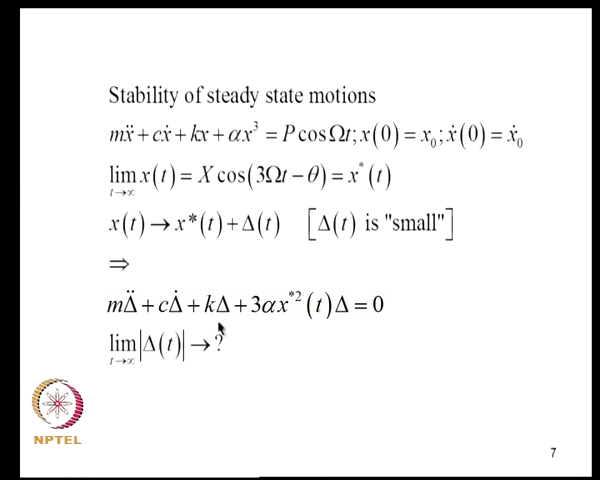 Stability of steady state motions
mẍ + cẋ + kx + αx³ = P cos Ωt; x(0) = x₀; ẋ(0) = ẋ₀
lim t→∞ x(t) = X cos(3Ωt − θ) = x*(t)
x(t) → x*(t) + Δ(t) [Δ(t) is "small"]
⇒
mΔ̈ + cΔ̇ + kΔ + 3αx*²(t)Δ = 0
lim t→∞ |Δ(t)| → ?
NPTEL
7